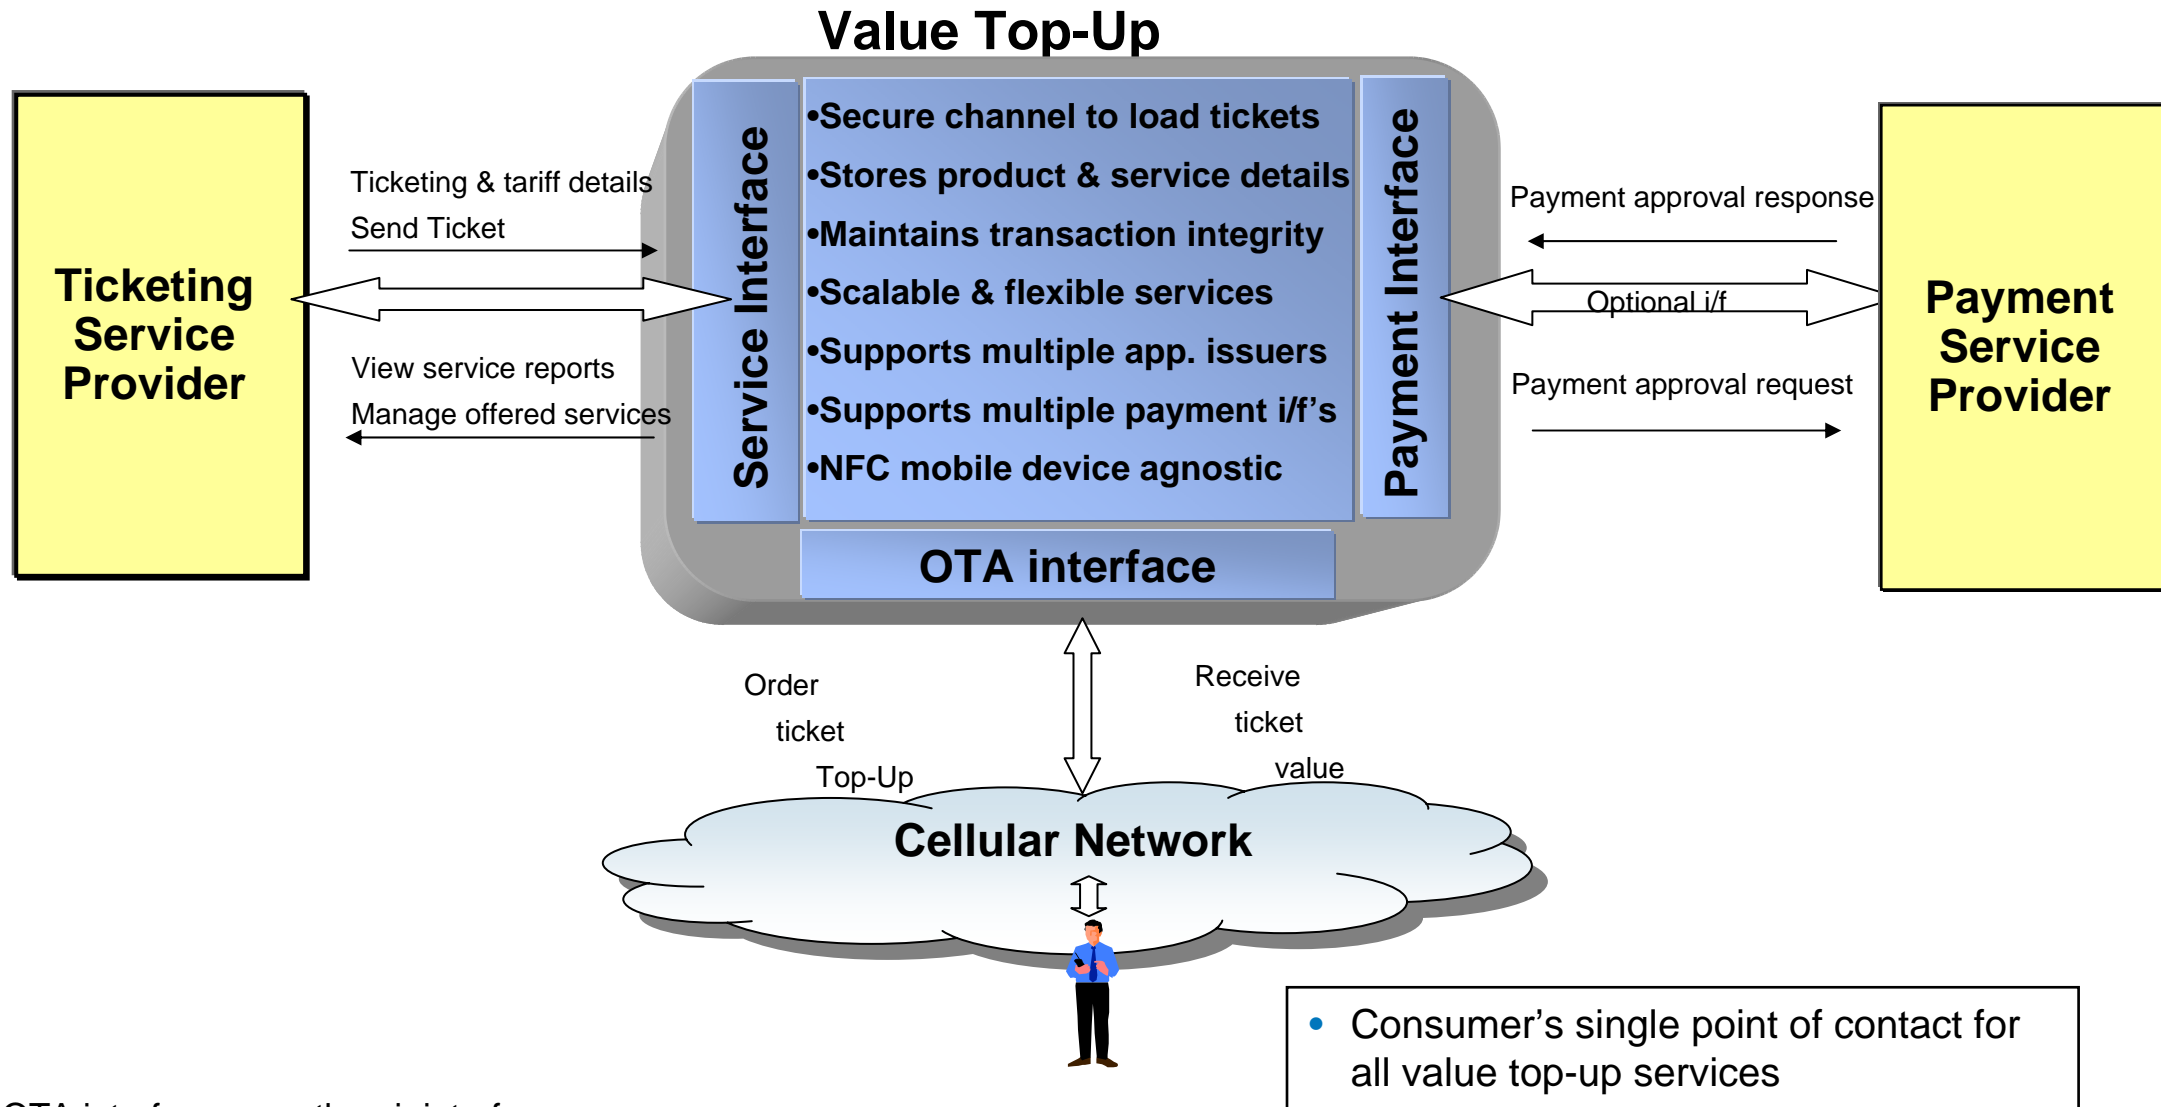 Value Top-Up
Ticketing
Service
Provider
Ticketing & tariff details
Send Ticket
View service reports
Manage offered services
Service Interface
•Secure channel to load tickets
•Stores product & service details
•Maintains transaction integrity
•Scalable & flexible services
•Supports multiple app. issuers
•Supports multiple payment i/f's
•NFC mobile device agnostic
Payment Interface
OTA interface
Payment approval response
Optional i/f
Payment approval request
Payment
Service
Provider
Order
ticket
Top-Up
Receive
ticket
value
Cellular Network
• Consumer's single point of contact for
all value top-up services